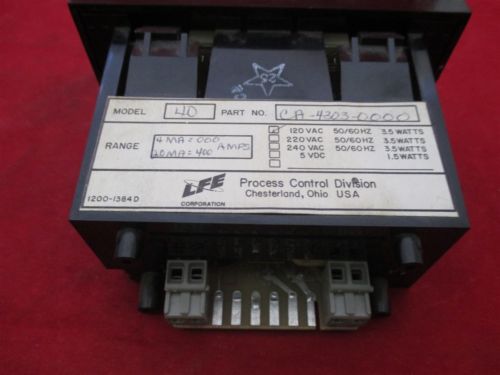 MODEL 40 PART NO. CA-4303-0000
RANGE 4 MA = 000 AMPS
20 MA = 400
120 VAC 50/60 HZ 3.5 WATTS
220 VAC 50/60 HZ 3.5 WATTS
240 VAC 50/60 HZ 3.5 WATTS
5 VDC 1.5 WATTS
LFE
CORPORATION
Process Control Division
Chesterland, Ohio USA
1200-1384D